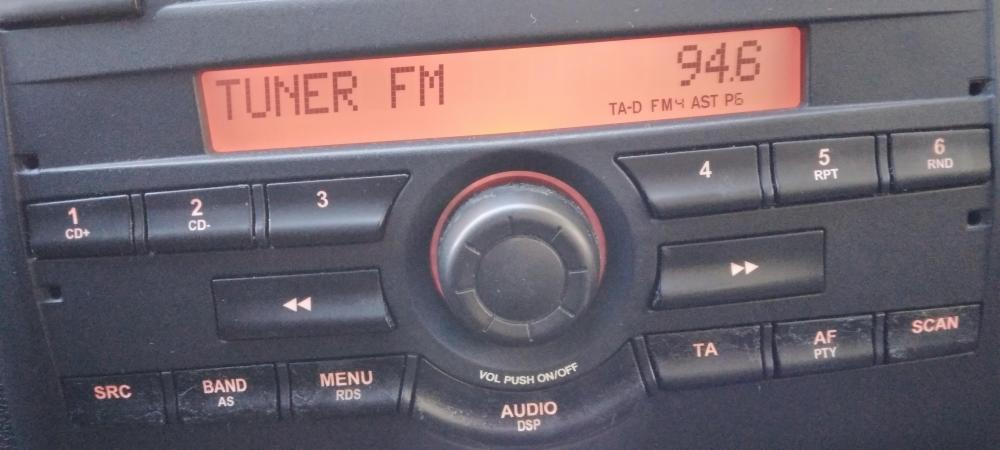 TUNER FM 94.6
TA-D FM4 AST P6
1 2 3 4 5 6
CD+ CD- RPT RND
◀◀ ▶▶
SRC BAND MENU TA AF SCAN
AS RDS PTY
VOL PUSH ON/OFF
AUDIO
DSP